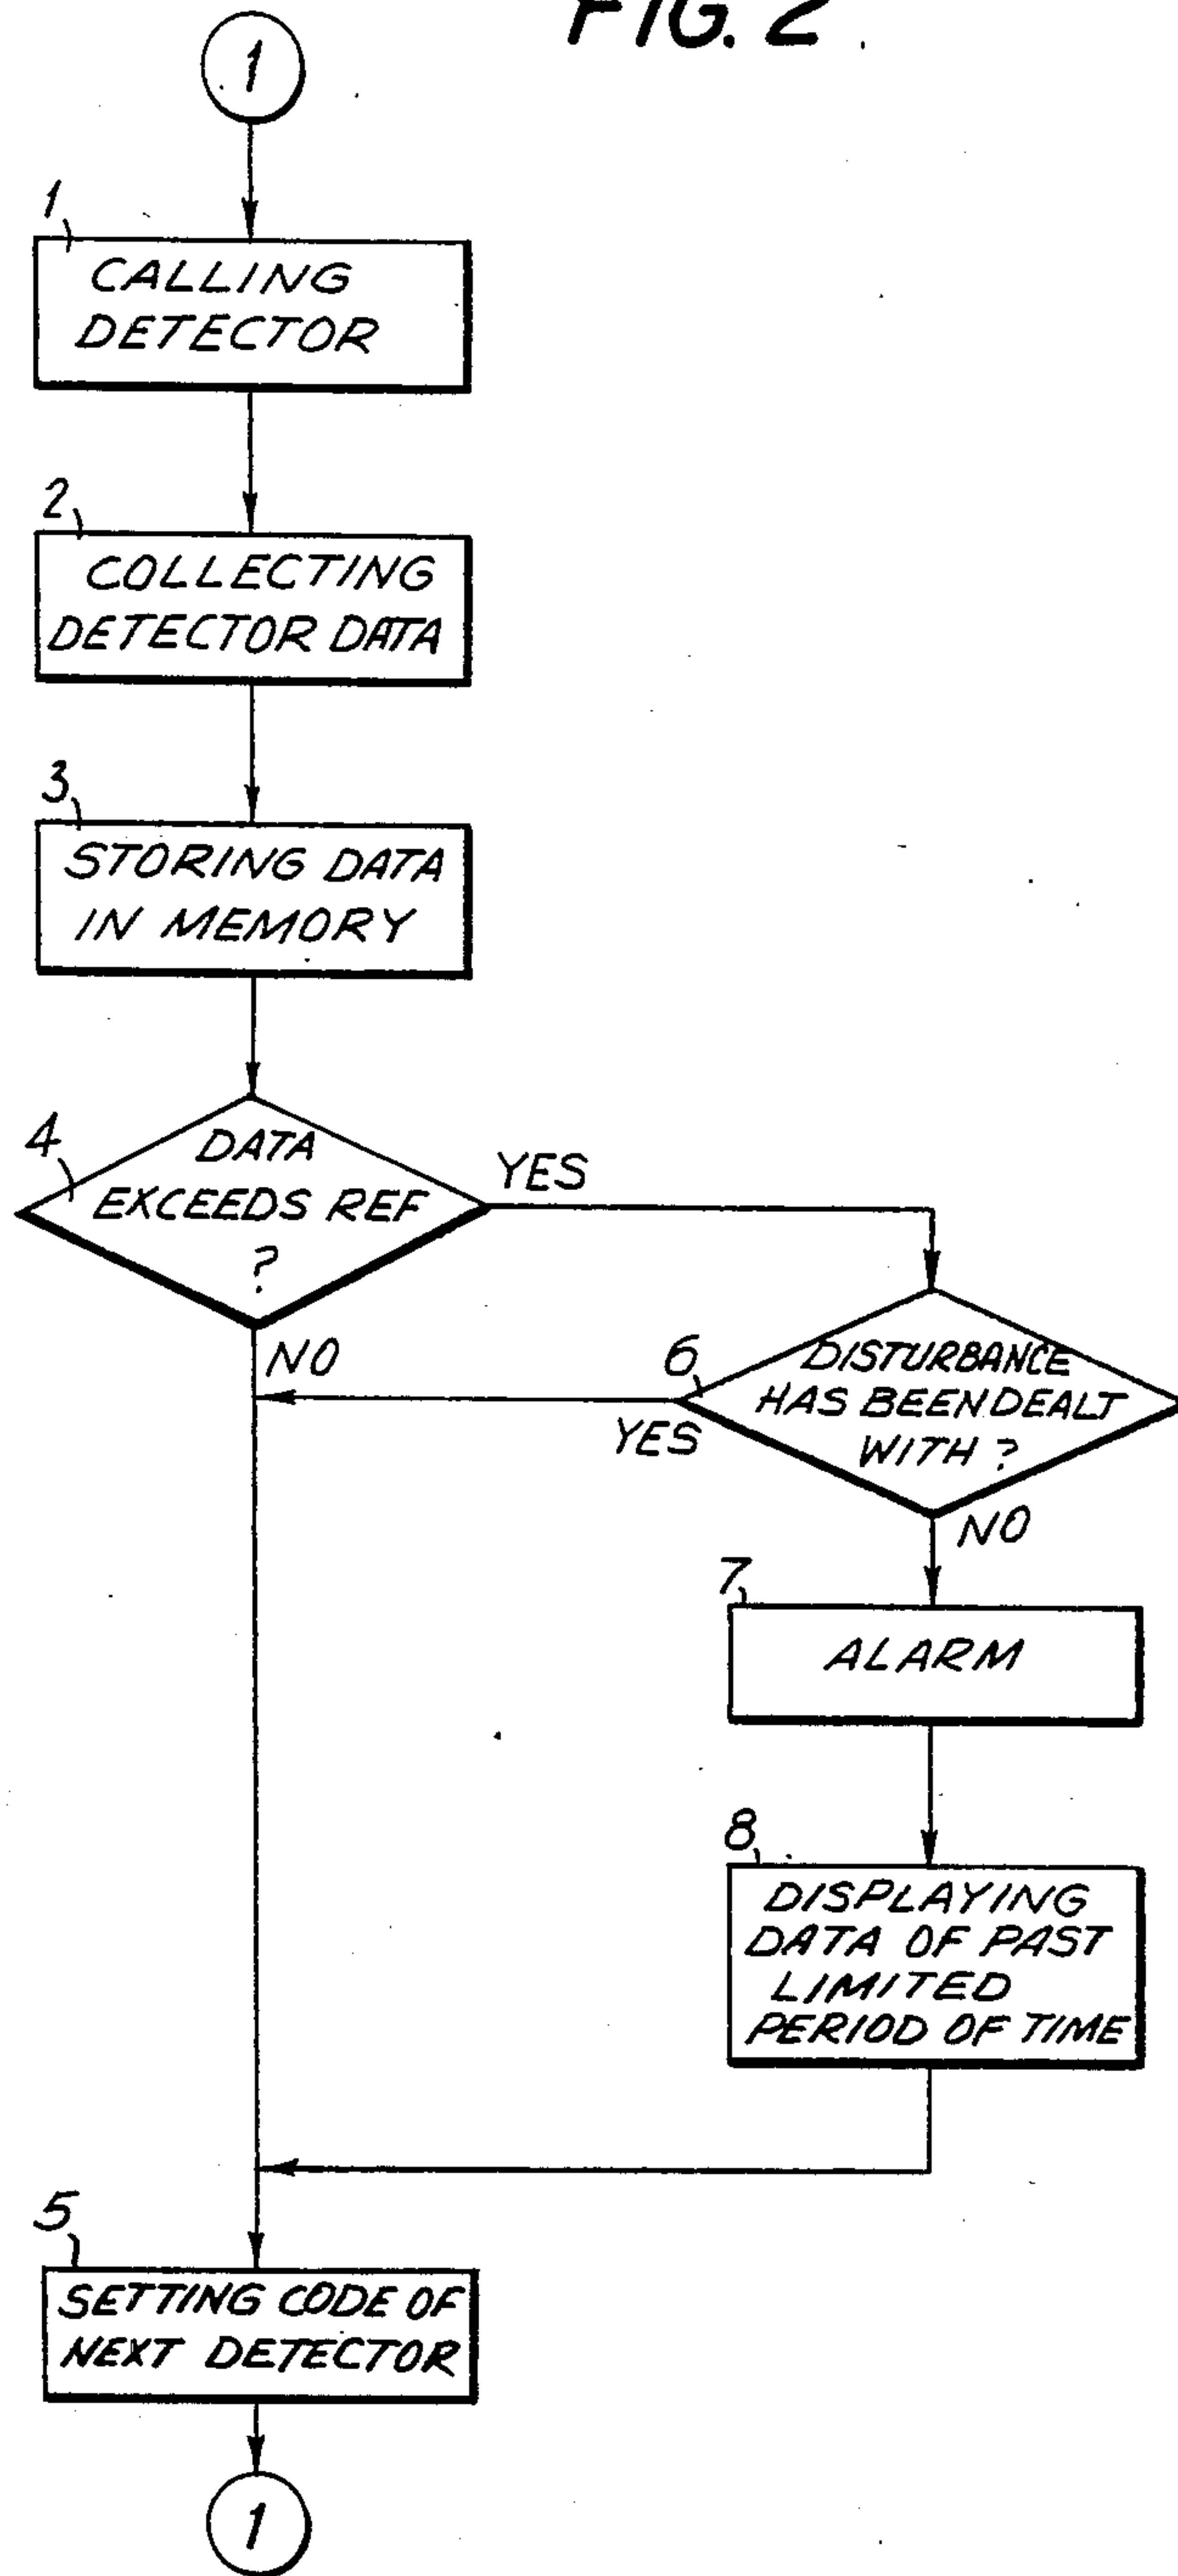 FIG. 2
1
1
CALLING
DETECTOR
2
COLLECTING
DETECTOR DATA
3
STORING DATA
IN MEMORY
4
DATA
EXCEEDS REF
?
YES
NO
6
DISTURBANCE
HAS BEEN DEALT
WITH ?
YES
NO
7
ALARM
8
DISPLAYING
DATA OF PAST
LIMITED
PERIOD OF TIME
5
SETTING CODE OF
NEXT DETECTOR
1